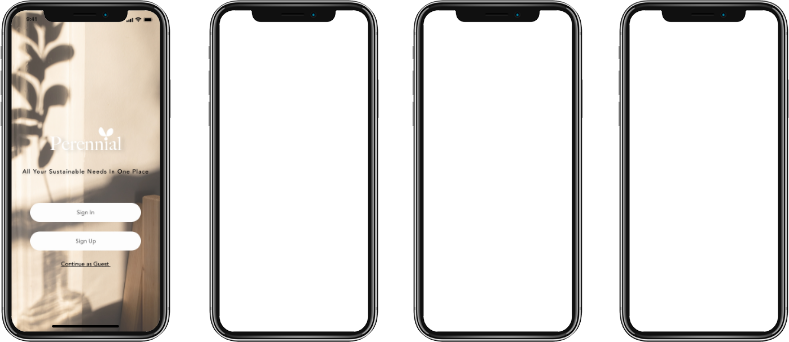 9:41
Perennial
All Your Sustainable Needs In One Place
Sign In
Sign Up
Continue as Guest